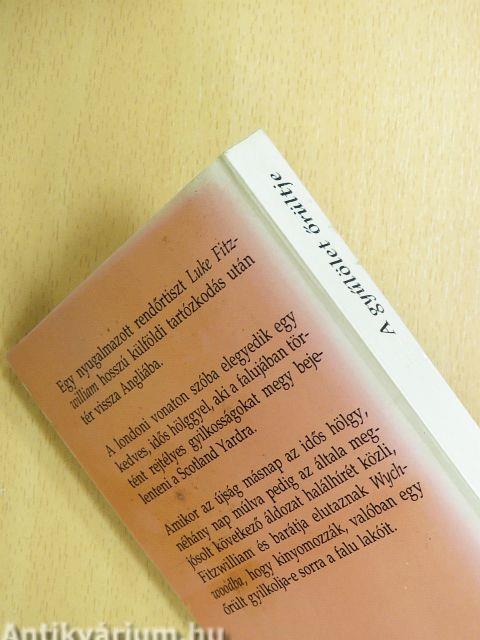 A gyűlölet őrültje
Egy nyugalmazott rendőrtiszt Luke Fitz-
william hosszú külföldi tartózkodás után
tér vissza Angliába.
A londoni vonaton szóba elegyedik egy
kedves, idős hölggyel, aki a falujában tör-
tént rejtélyes gyilkosságokat megy beje-
lenteni a Scotland Yardra.
Amikor az újság másnap az idős hölgy,
néhány nap múlva pedig az általa meg-
jósolt következő áldozat halálhírét közli,
Fitzwilliam és barátja elutaznak Wych-
woodba, hogy kinyomozzák, valóban egy
őrült gyilkolja-e sorra a falu lakóit.
Antikvárium.hu